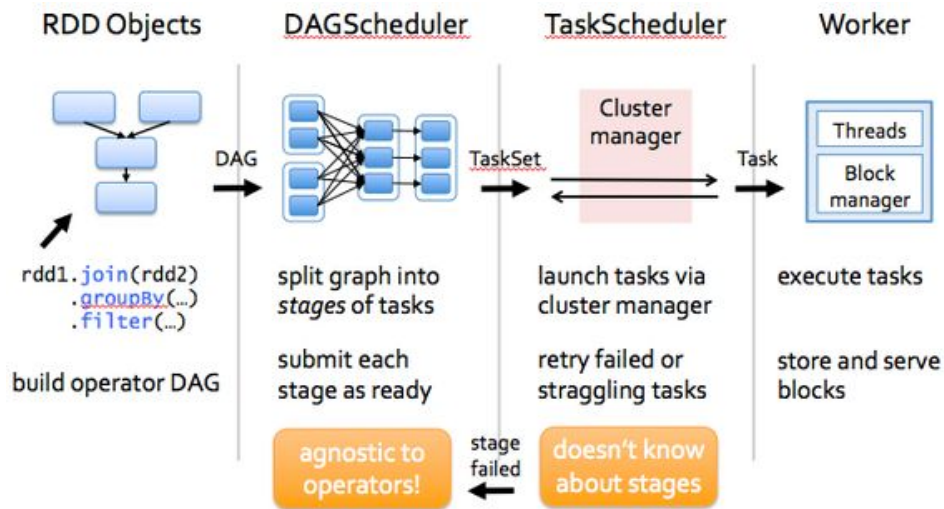 RDD Objects
DAGScheduler
TaskScheduler
Worker
DAG
TaskSet
Cluster
manager
Task
Threads
Block
manager
rdd1.join(rdd2)
.groupBy(…)
.filter(…)
build operator DAG
split graph into
stages of tasks
submit each
stage as ready
launch tasks via
cluster manager
retry failed or
straggling tasks
execute tasks
store and serve
blocks
agnostic to
operators!
stage
failed
doesn't know
about stages